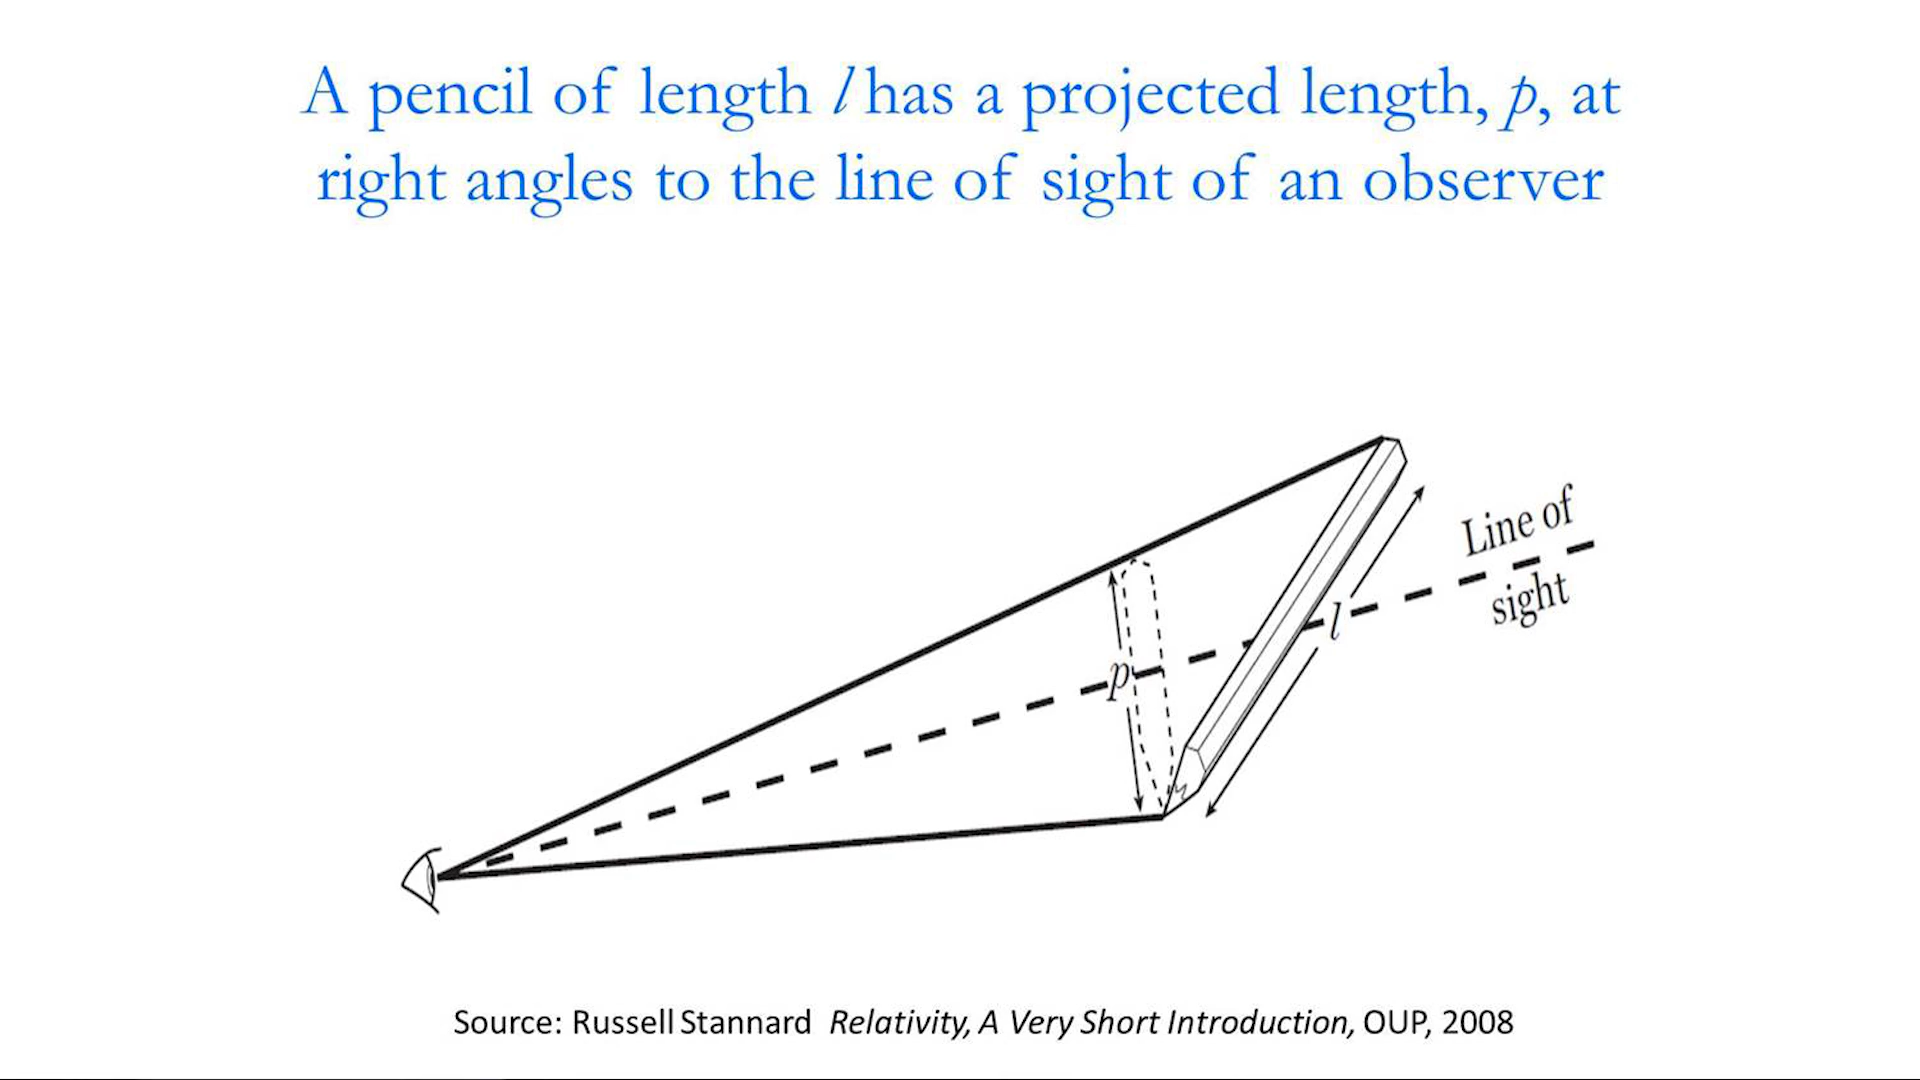 A pencil of length l has a projected length, p, at
right angles to the line of sight of an observer
Line of
sight
p
l
Source: Russell Stannard Relativity, A Very Short Introduction, OUP, 2008